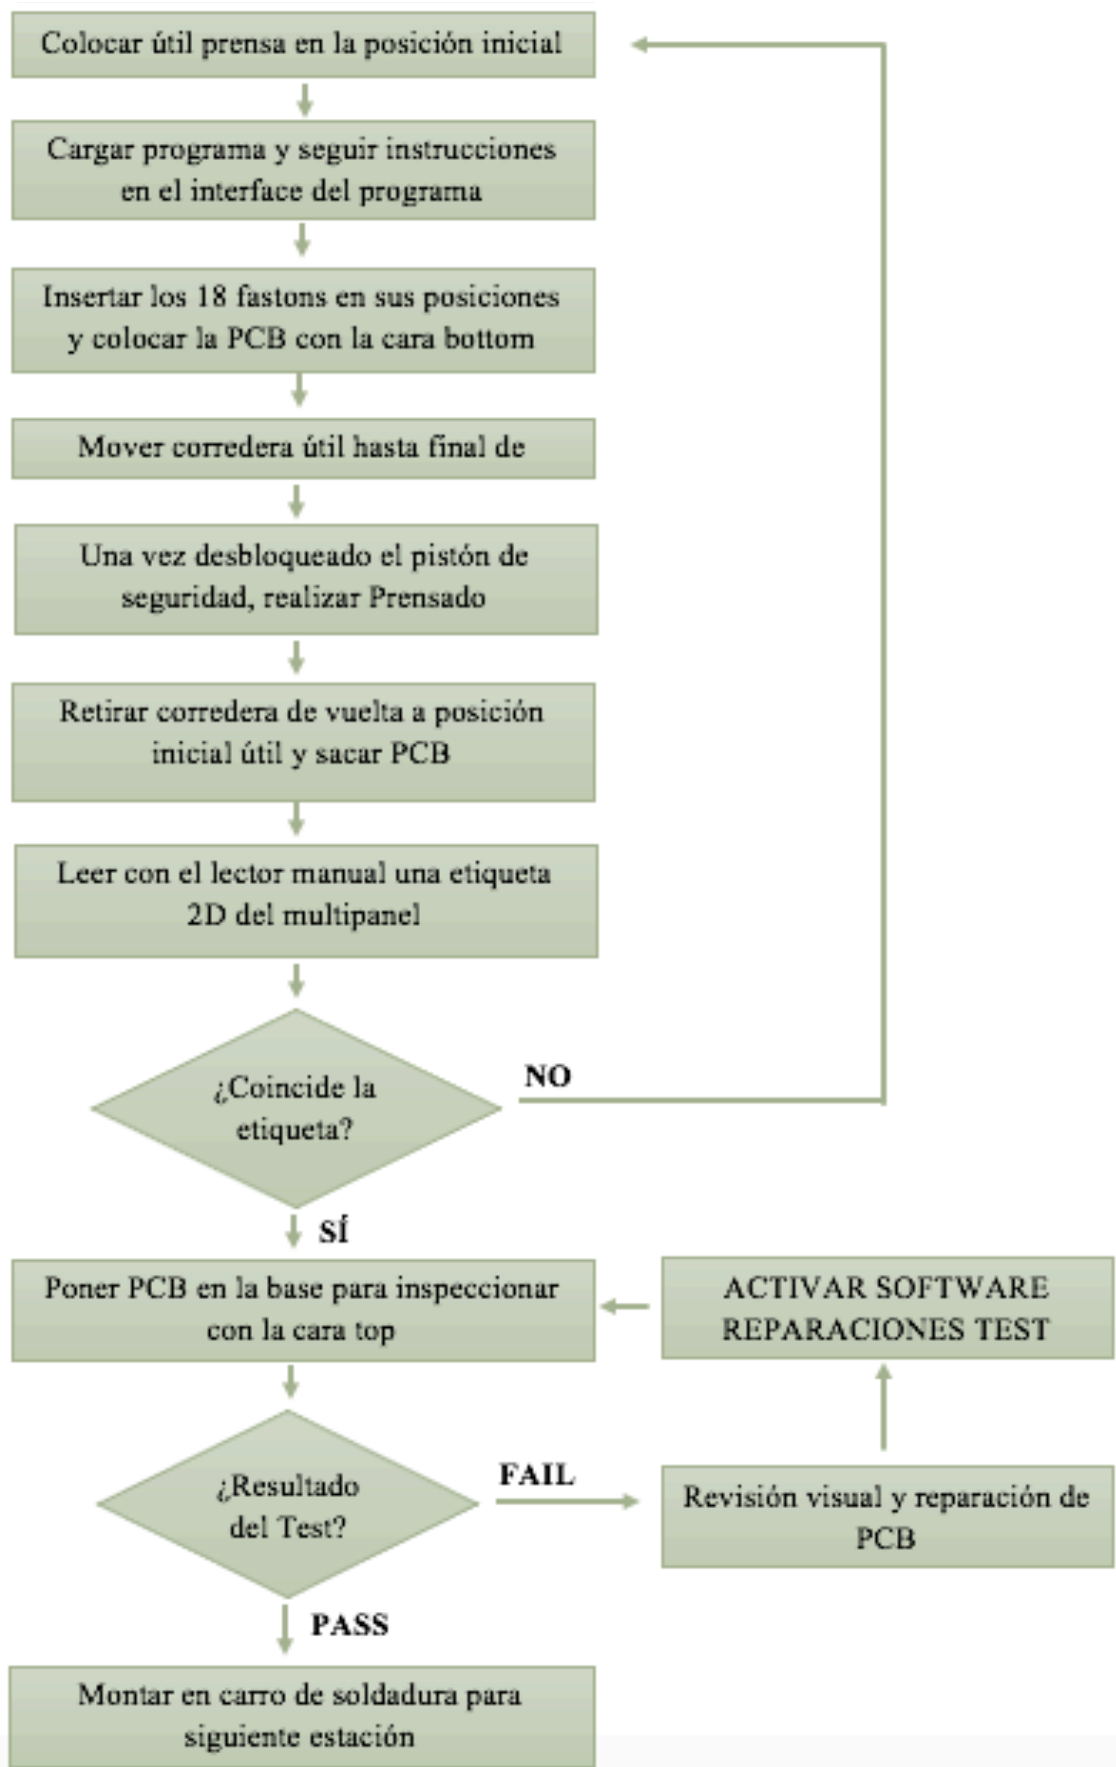 Colocar útil prensa en la posición inicial
Cargar programa y seguir instrucciones
en el interface del programa
Insertar los 18 fastons en sus posiciones
y colocar la PCB con la cara bottom
Mover corredera útil hasta final de
Una vez desbloqueado el pistón de
seguridad, realizar Prensado
Retirar corredera de vuelta a posición
inicial útil y sacar PCB
Leer con el lector manual una etiqueta
2D del multipanel
¿Coincide la
etiqueta?
NO
SÍ
Poner PCB en la base para inspeccionar
con la cara top
ACTIVAR SOFTWARE
REPARACIONES TEST
¿Resultado
del Test?
FAIL
Revisión visual y reparación de
PCB
PASS
Montar en carro de soldadura para
siguiente estación